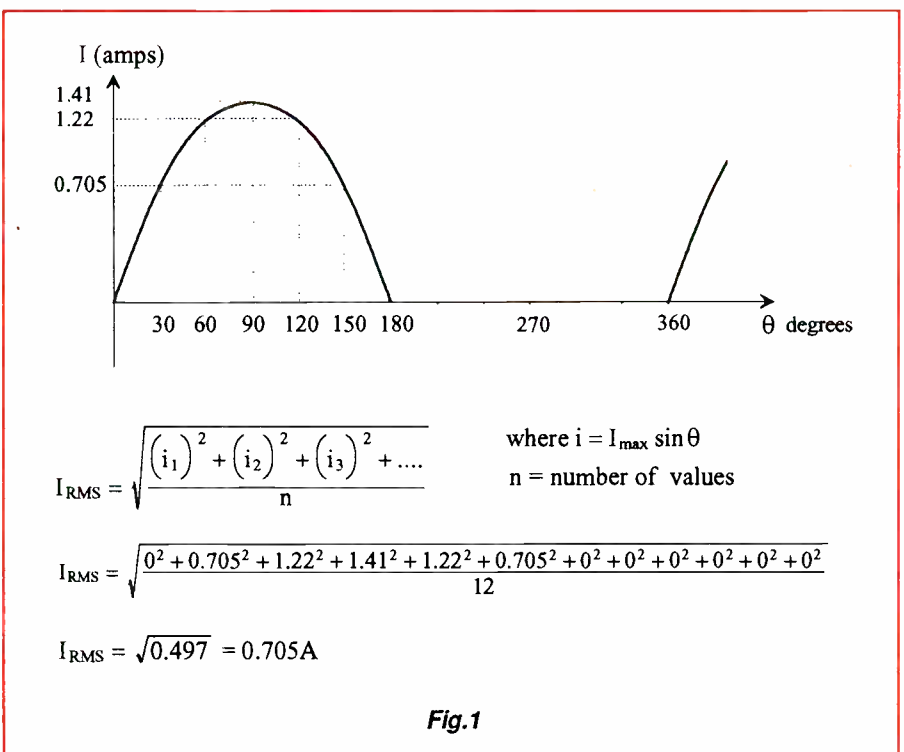 I (amps)
1.41
1.22
0.705
30 60 90 120 150 180 270 360 θ degrees
I_RMS = √(((i₁)² + (i₂)² + (i₃)² + ....) / n) where i = I_max sin θ
n = number of values
I_RMS = √((0² + 0.705² + 1.22² + 1.41² + 1.22² + 0.705² + 0² + 0² + 0² + 0² + 0² + 0²) / 12)
I_RMS = √0.497 = 0.705A
Fig.1